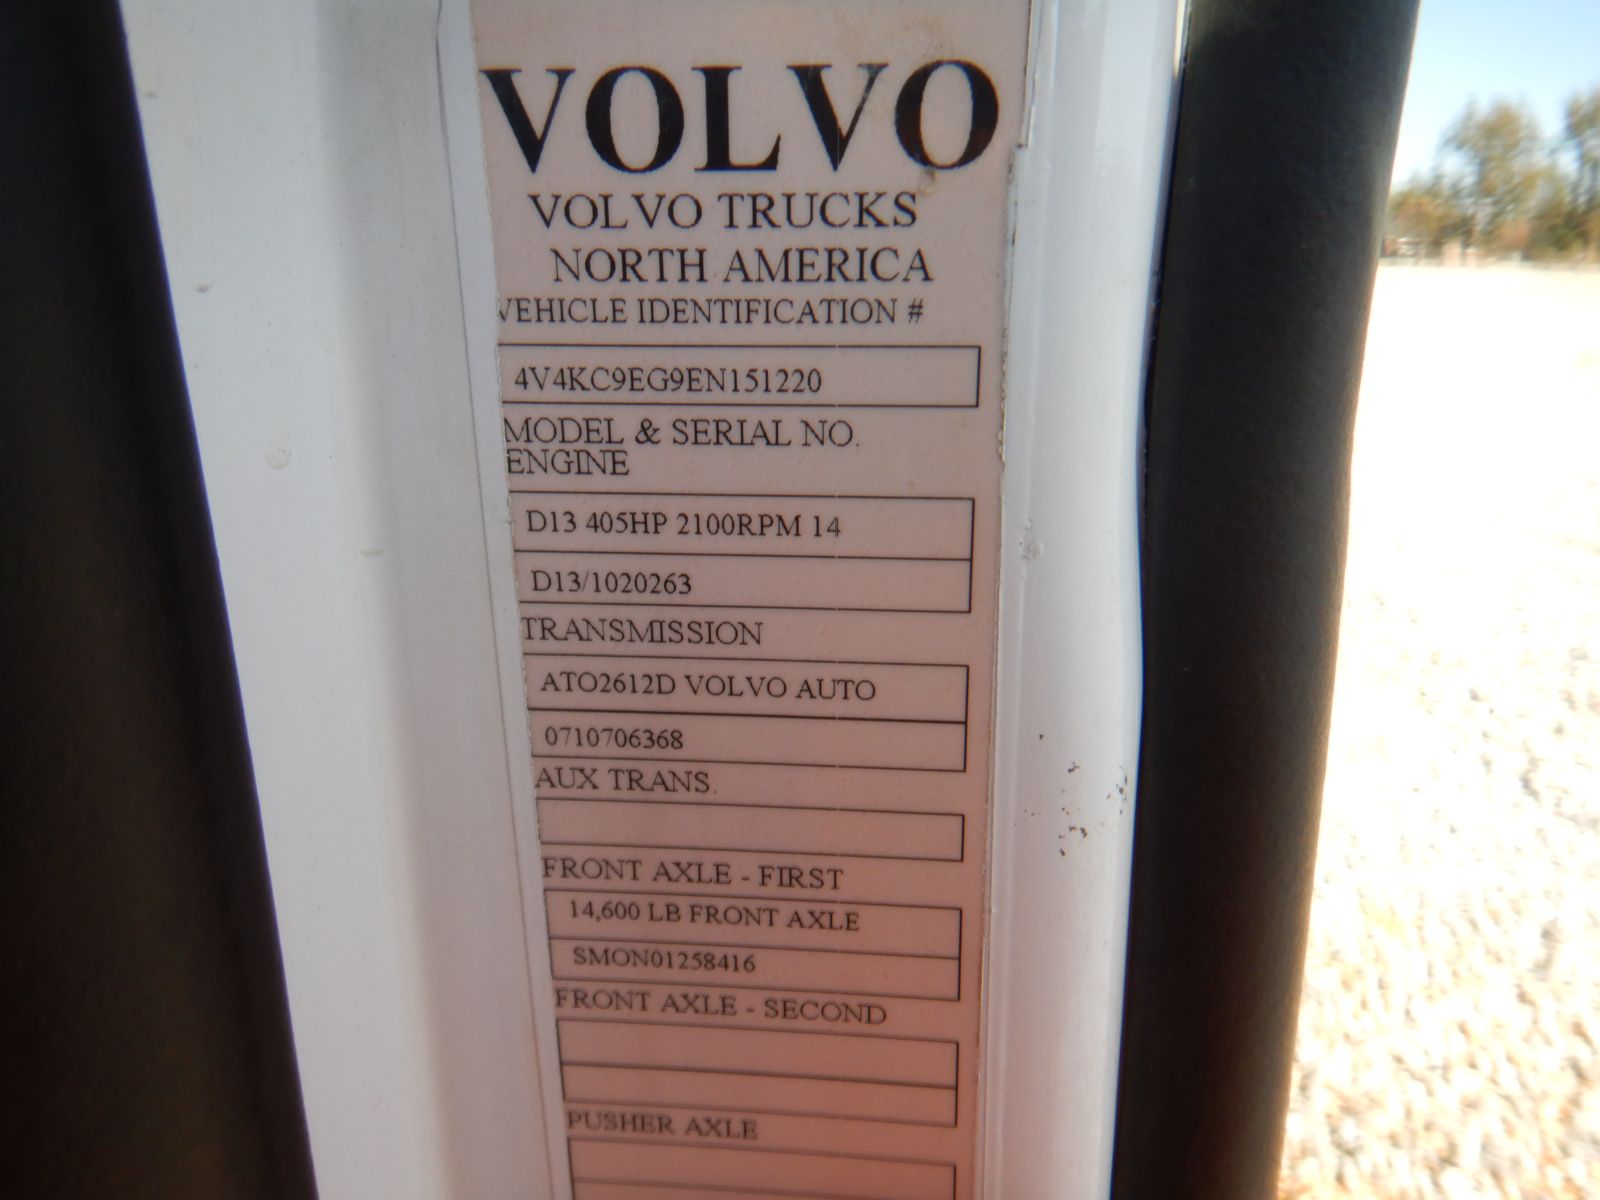 VOLVO
VOLVO TRUCKS
NORTH AMERICA
VEHICLE IDENTIFICATION #
4V4KC9EG9EN151220
MODEL & SERIAL NO.
ENGINE
D13 405HP 2100RPM 14
D13/1020263
TRANSMISSION
ATO2612D VOLVO AUTO
0710706368
AUX TRANS.
FRONT AXLE - FIRST
14,600 LB FRONT AXLE
SMON01258416
FRONT AXLE - SECOND
PUSHER AXLE